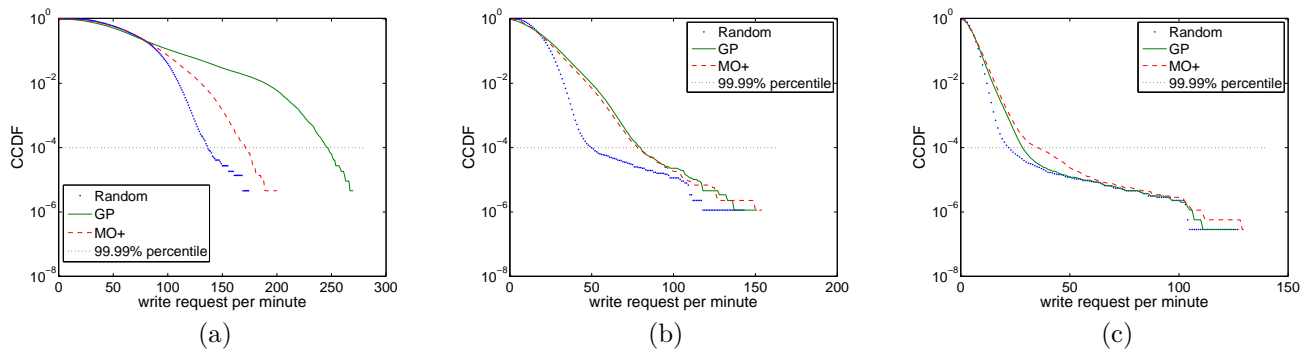 10^0
10^-2
10^-4
10^-6
10^-8
CCDF
Random
GP
MO+
99.99% percentile
0 50 100 150 200 250 300
write request per minute
(a)
10^0
10^-2
10^-4
10^-6
10^-8
CCDF
Random
GP
MO+
99.99% percentile
0 50 100 150 200
write request per minute
(b)
10^0
10^-2
10^-4
10^-6
10^-8
CCDF
Random
GP
MO+
99.99% percentile
0 50 100 150
write request per minute
(c)